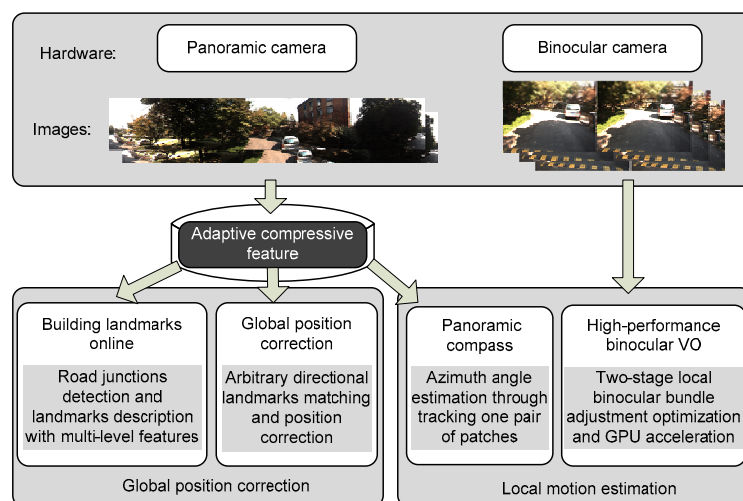 Hardware:
Panoramic camera
Binocular camera
Images:
Adaptive compressive
feature
Building landmarks
online
Road junctions
detection and
landmarks description
with multi-level features
Global position
correction
Arbitrary directional
landmarks matching
and position
correction
Global position correction
Panoramic
compass
Azimuth angle
estimation through
tracking one pair
of patches
High-performance
binocular VO
Two-stage local
binocular bundle
adjustment optimization
and GPU acceleration
Local motion estimation